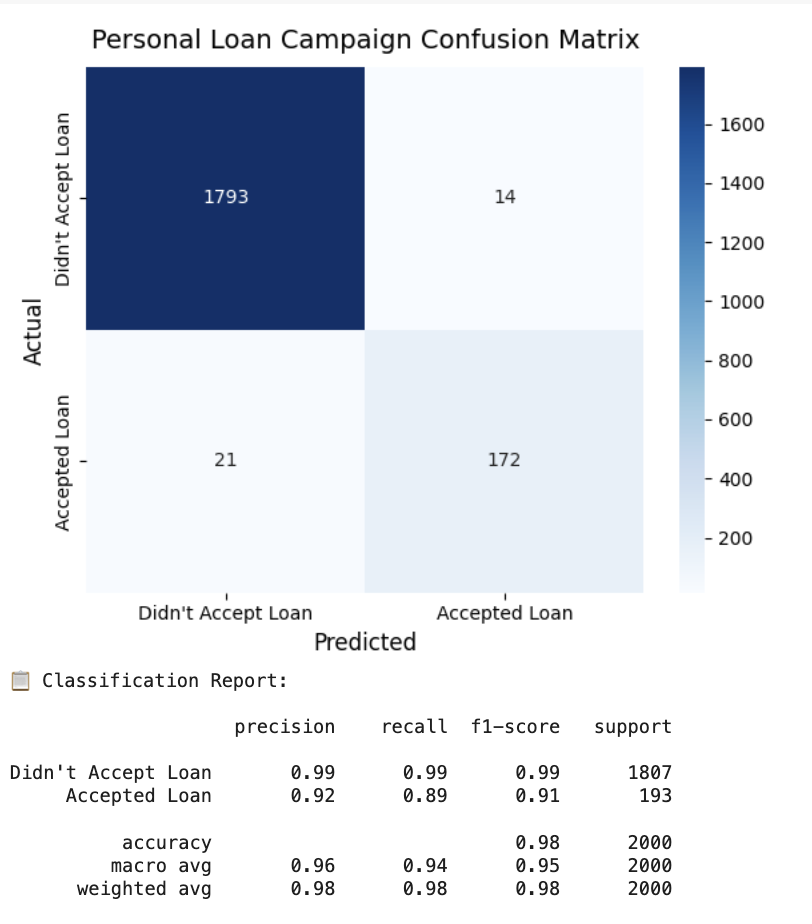 Personal Loan Campaign Confusion Matrix
Actual
Didn't Accept Loan
1793 14
Accepted Loan
21 172
Didn't Accept Loan Accepted Loan
Predicted
1600
1400
1200
1000
800
600
400
200
📋 Classification Report:
precision recall f1-score support
Didn't Accept Loan 0.99 0.99 0.99 1807
Accepted Loan 0.92 0.89 0.91 193
accuracy 0.98 2000
macro avg 0.96 0.94 0.95 2000
weighted avg 0.98 0.98 0.98 2000